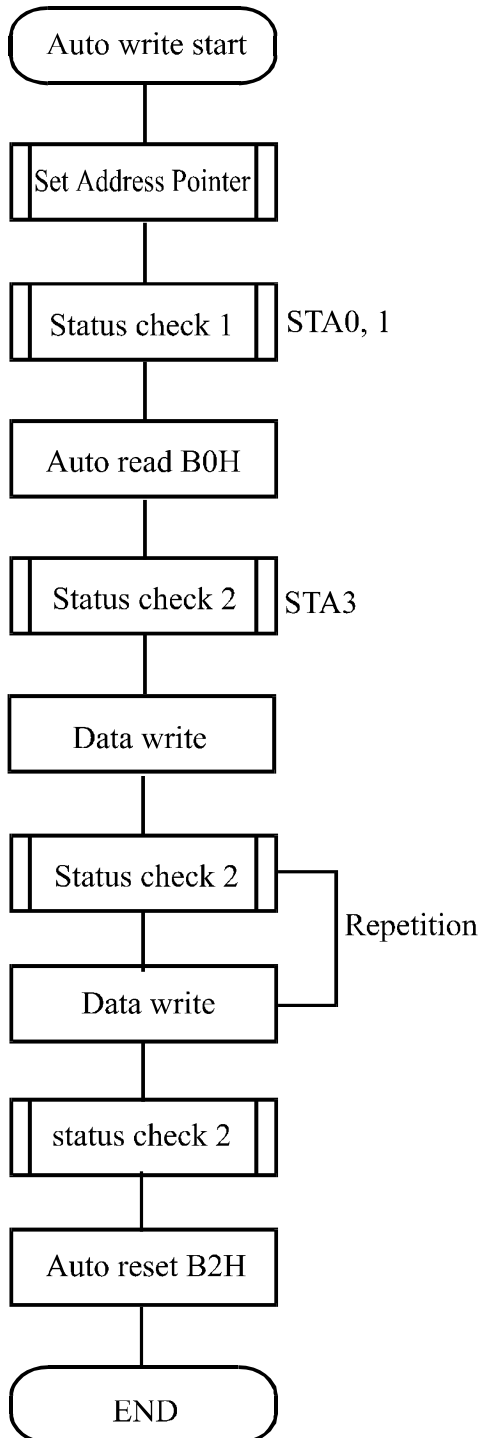 Auto write start
Set Address Pointer
Status check 1
STA0, 1
Auto read B0H
Status check 2
STA3
Data write
Status check 2
Repetition
Data write
status check 2
Auto reset B2H
END